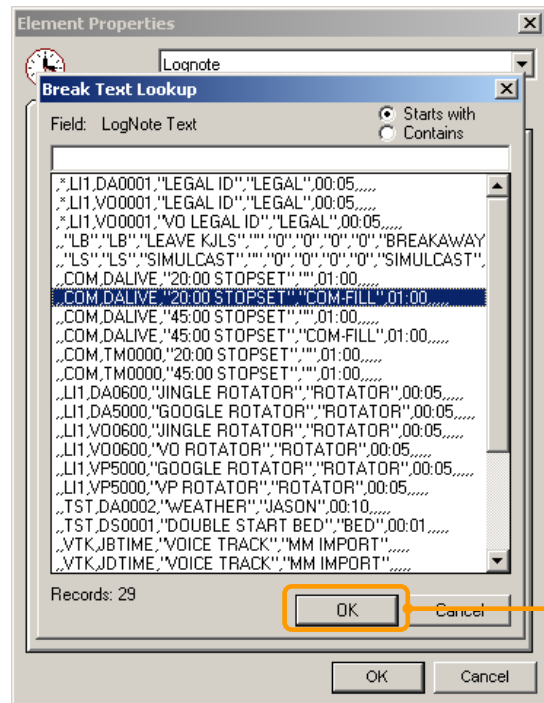 Element Properties
Lognote
Break Text Lookup
Field: LogNote Text
Starts with
Contains
,*,LI1,DA0001,"LEGAL ID","LEGAL",00:05,,,,,
,*,LI1,VO0001,"LEGAL ID","LEGAL",00:05,,,,,
,*,LI1,VO0001,"VO LEGAL ID","LEGAL",00:05,,,,,
,,"LB","LB","LEAVE KJLS","","0","0","0","0","BREAKAWAY
,,"LS","LS","SIMULCAST","","0","0","0","0","SIMULCAST",
,,COM,DALIVE,"20:00 STOPSET","",01:00,,,,,
,,COM,DALIVE,"20:00 STOPSET","COM-FILL",01:00,,,,,
,,COM,DALIVE,"45:00 STOPSET","",01:00,,,,,
,,COM,DALIVE,"45:00 STOPSET","COM-FILL",01:00,,,,,
,,COM,TM0000,"20:00 STOPSET","",01:00,,,,,
,,COM,TM0000,"45:00 STOPSET","",01:00,,,,,
,,LI1,DA0600,"JINGLE ROTATOR","ROTATOR",00:05,,,,,
,,LI1,DA5000,"GOOGLE ROTATOR","ROTATOR",00:05,,,,,
,,LI1,VO0600,"JINGLE ROTATOR","ROTATOR",00:05,,,,,
,,LI1,VO0600,"VO ROTATOR","ROTATOR",00:05,,,,,
,,LI1,VP5000,"GOOGLE ROTATOR","ROTATOR",00:05,,,,,
,,LI1,VP5000,"VP ROTATOR","ROTATOR",00:05,,,,,
,,TST,DA0002,"WEATHER","JASON",00:10,,,,,
,,TST,DS0001,"DOUBLE START BED","BED",00:01,,,,,
,,VTK,JBTIME,"VOICE TRACK","MM IMPORT",,,,,
,,VTK,JDTIME,"VOICE TRACK","MM IMPORT",,,,,
Records: 29
OK
Cancel
OK
Cancel